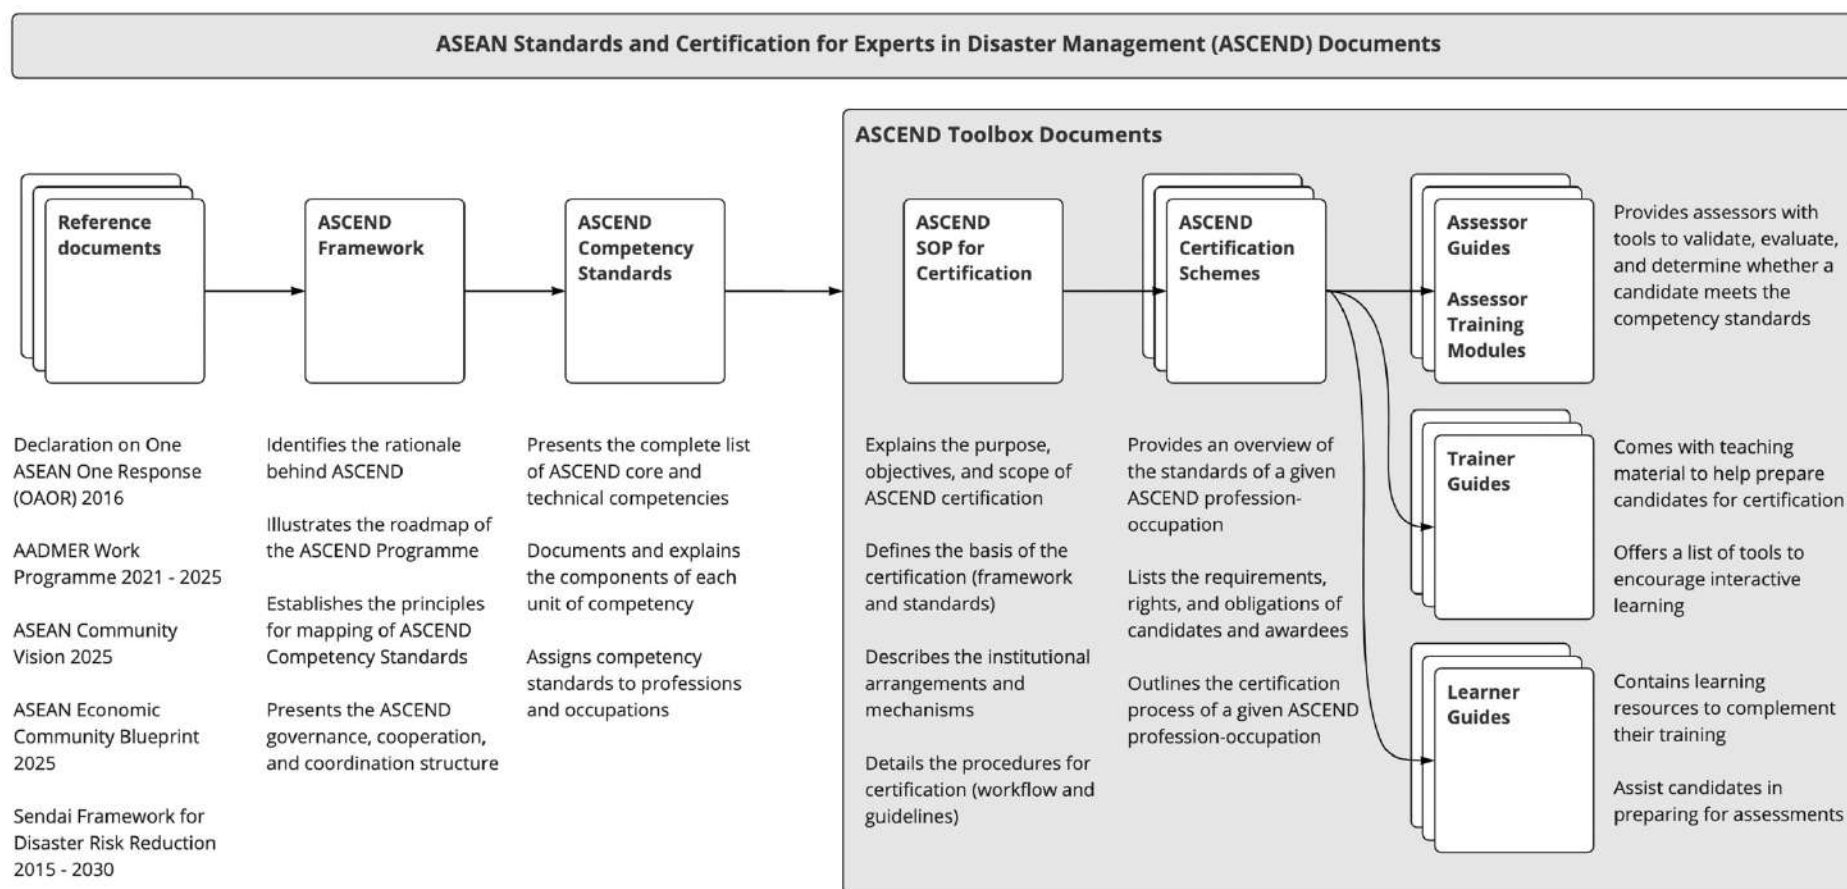 ASEAN Standards and Certification for Experts in Disaster Management (ASCEND) Documents
ASCEND Toolbox Documents
Reference
documents
ASCEND
Framework
ASCEND
Competency
Standards
ASCEND
SOP for
Certification
ASCEND
Certification
Schemes
Assessor
Guides
Assessor
Training
Modules
Provides assessors with
tools to validate, evaluate,
and determine whether a
candidate meets the
competency standards
Declaration on One
ASEAN One Response
(OAOR) 2016
AADMER Work
Programme 2021 - 2025
ASEAN Community
Vision 2025
ASEAN Economic
Community Blueprint
2025
Sendai Framework for
Disaster Risk Reduction
2015 - 2030
Identifies the rationale
behind ASCEND
Illustrates the roadmap of
the ASCEND Programme
Establishes the principles
for mapping of ASCEND
Competency Standards
Presents the ASCEND
governance, cooperation,
and coordination structure
Presents the complete list
of ASCEND core and
technical competencies
Documents and explains
the components of each
unit of competency
Assigns competency
standards to professions
and occupations
Explains the purpose,
objectives, and scope of
ASCEND certification
Defines the basis of the
certification (framework
and standards)
Describes the institutional
arrangements and
mechanisms
Details the procedures for
certification (workflow and
guidelines)
Provides an overview of
the standards of a given
ASCEND profession-
occupation
Lists the requirements,
rights, and obligations of
candidates and awardees
Outlines the certification
process of a given ASCEND
profession-occupation
Trainer
Guides
Comes with teaching
material to help prepare
candidates for certification
Offers a list of tools to
encourage interactive
learning
Learner
Guides
Contains learning
resources to complement
their training
Assist candidates in
preparing for assessments